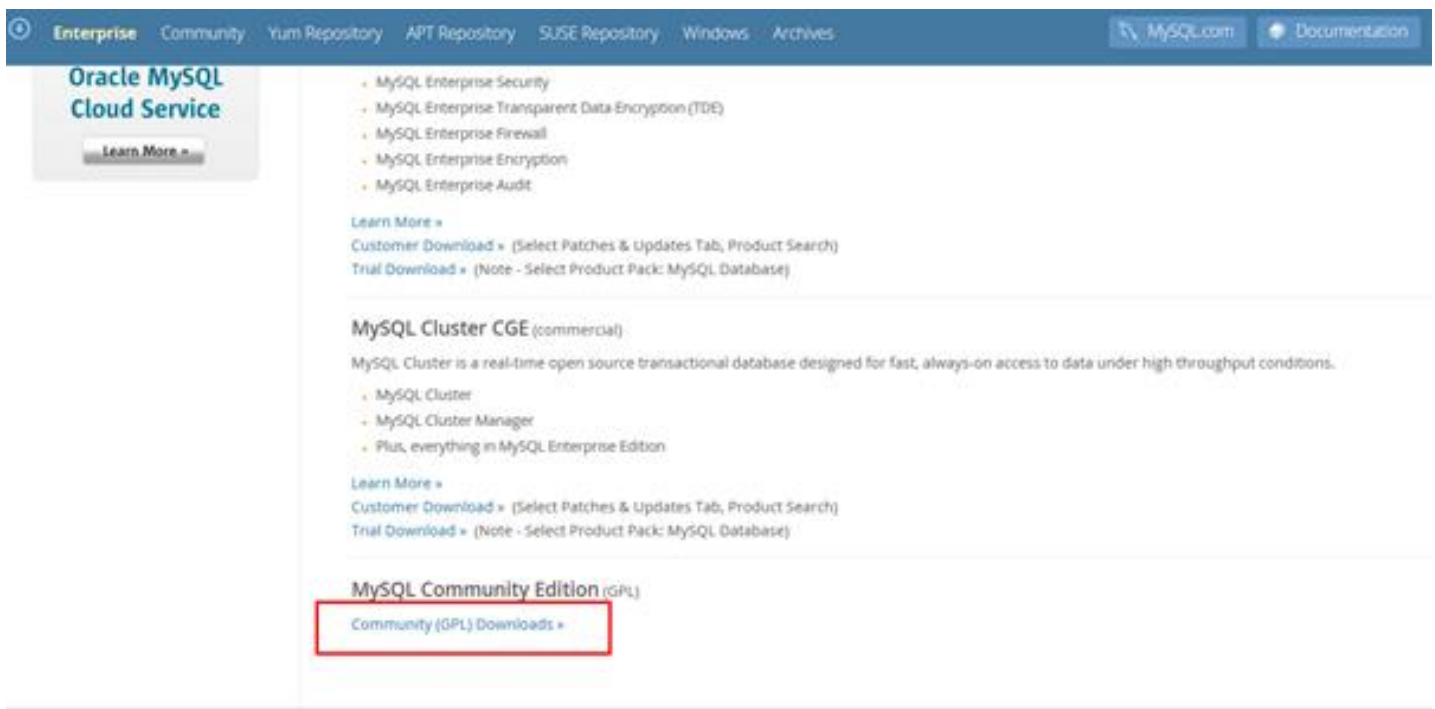 Enterprise Community Yum Repository APT Repository SUSE Repository Windows Archives MySQL.com Documentation
Oracle MySQL
Cloud Service
Learn More »
MySQL Enterprise Security
MySQL Enterprise Transparent Data Encryption (TDE)
MySQL Enterprise Firewall
MySQL Enterprise Encryption
MySQL Enterprise Audit
Learn More »
Customer Download » (Select Patches & Updates Tab, Product Search)
Trial Download » (Note - Select Product Pack: MySQL Database)
MySQL Cluster CGE (commercial)
MySQL Cluster is a real-time open source transactional database designed for fast, always-on access to data under high throughput conditions.
MySQL Cluster
MySQL Cluster Manager
Plus, everything in MySQL Enterprise Edition
Learn More »
Customer Download » (Select Patches & Updates Tab, Product Search)
Trial Download » (Note - Select Product Pack: MySQL Database)
MySQL Community Edition (GPL)
Community (GPL) Downloads »